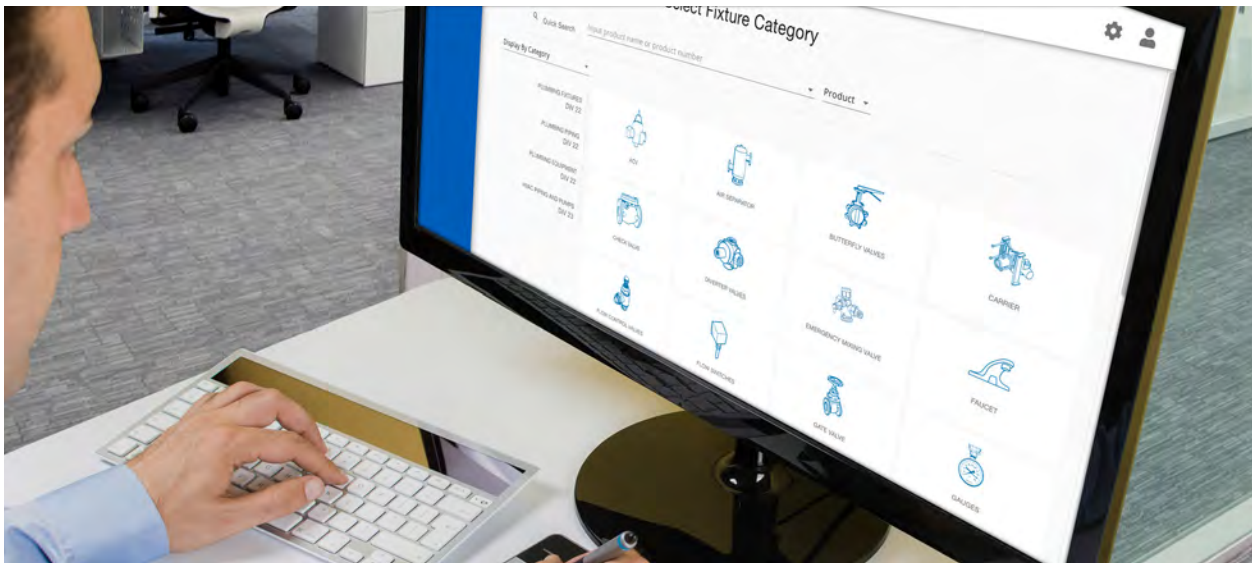 Select Fixture Category
Quick Search
Input product name or product number
Product
Display By Category
PLUMBING FIXTURES
DIV 22
PLUMBING PIPING
DIV 22
PLUMBING EQUIPMENT
DIV 22
HVAC PIPING AND PUMPS
DIV 23
AIR SEPARATOR
BUTTERFLY VALVES
CARRIER
CHECK VALVE
DIVERTER VALVES
EMERGENCY MIXING VALVE
FAUCET
FLOW CONTROL VALVES
FLOW SWITCHES
GATE VALVE
GAUGES